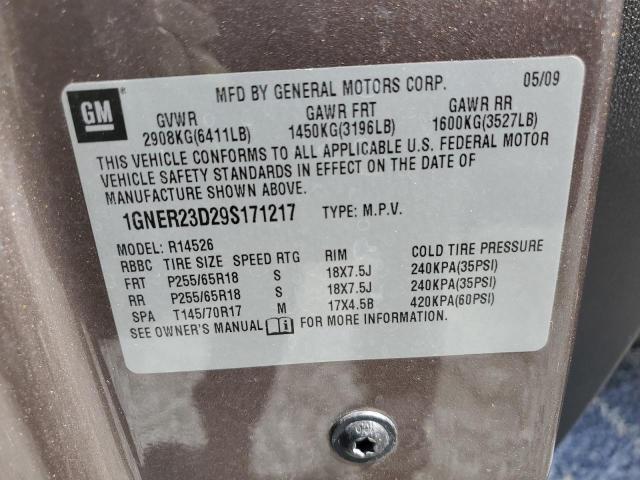 GM
MFD BY GENERAL MOTORS CORP. 05/09
GVWR GAWR FRT GAWR RR
2908KG(6411LB) 1450KG(3196LB) 1600KG(3527LB)
THIS VEHICLE CONFORMS TO ALL APPLICABLE U.S. FEDERAL MOTOR
VEHICLE SAFETY STANDARDS IN EFFECT ON THE DATE OF
MANUFACTURE SHOWN ABOVE.
1GNER23D29S171217 TYPE: M.P.V.
MODEL: R14526
RBBC TIRE SIZE SPEED RTG RIM COLD TIRE PRESSURE
FRT P255/65R18 S 18X7.5J 240KPA(35PSI)
RR P255/65R18 S 18X7.5J 240KPA(35PSI)
SPA T145/70R17 M 17X4.5B 420KPA(60PSI)
SEE OWNER'S MANUAL FOR MORE INFORMATION.